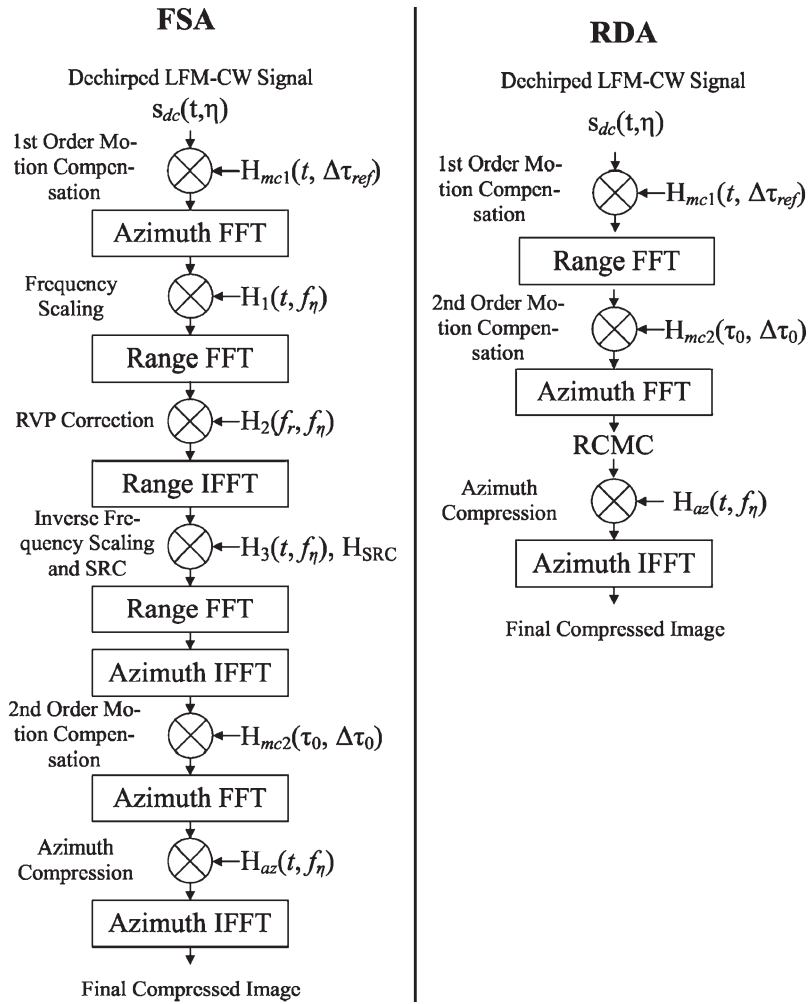 FSA
Dechirped LFM-CW Signal
s_dc(t,η)
1st Order Mo-
tion Compen-
sation
H_mc1(t, Δτ_ref)
Azimuth FFT
Frequency
Scaling
H_1(t, f_η)
Range FFT
RVP Correction
H_2(f_r, f_η)
Range IFFT
Inverse Fre-
quency Scaling
and SRC
H_3(t, f_η), H_SRC
Range FFT
Azimuth IFFT
2nd Order Mo-
tion Compen-
sation
H_mc2(τ_0, Δτ_0)
Azimuth FFT
Azimuth
Compression
H_az(t, f_η)
Azimuth IFFT
Final Compressed Image
RDA
Dechirped LFM-CW Signal
s_dc(t,η)
1st Order Mo-
tion Compen-
sation
H_mc1(t, Δτ_ref)
Range FFT
2nd Order Mo-
tion Compen-
sation
H_mc2(τ_0, Δτ_0)
Azimuth FFT
RCMC
Azimuth
Compression
H_az(t, f_η)
Azimuth IFFT
Final Compressed Image